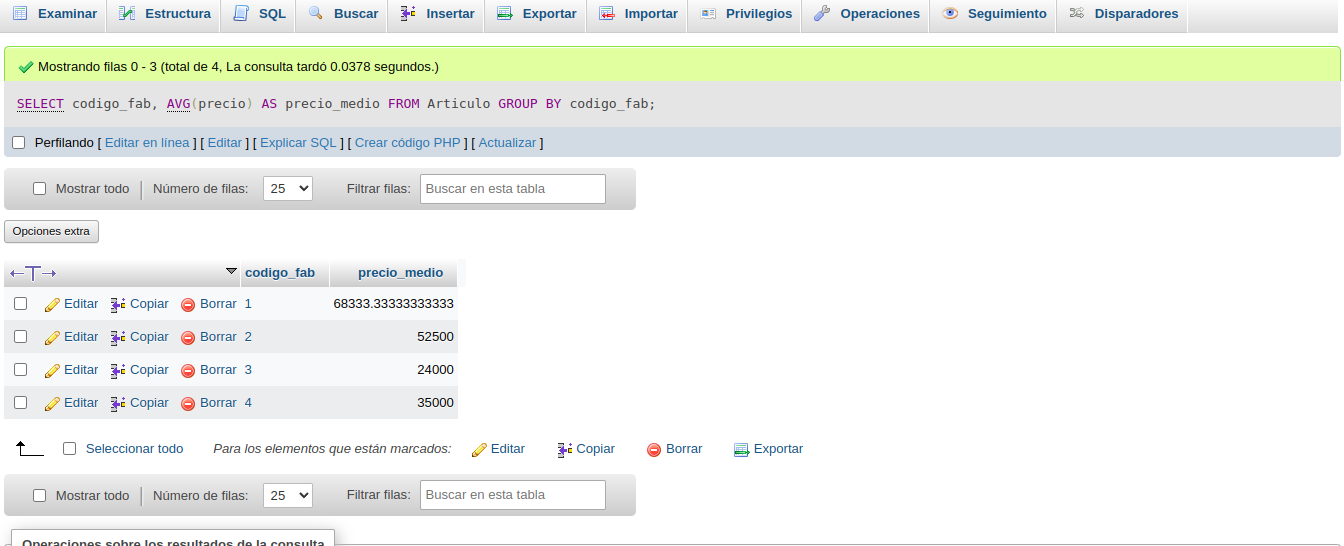 Examinar Estructura SQL Buscar Insertar Exportar Importar Privilegios Operaciones Seguimiento Disparadores
Mostrando filas 0 - 3 (total de 4, La consulta tardó 0.0378 segundos.)
SELECT codigo_fab, AVG(precio) AS precio_medio FROM Articulo GROUP BY codigo_fab;
Perfilando [ Editar en línea ] [ Editar ] [ Explicar SQL ] [ Crear código PHP ] [ Actualizar ]
Mostrar todo Número de filas: 25 Filtrar filas: Buscar en esta tabla
Opciones extra
codigo_fab precio_medio
Editar Copiar Borrar 1 68333.33333333333
Editar Copiar Borrar 2 52500
Editar Copiar Borrar 3 24000
Editar Copiar Borrar 4 35000
Seleccionar todo Para los elementos que están marcados: Editar Copiar Borrar Exportar
Mostrar todo Número de filas: 25 Filtrar filas: Buscar en esta tabla
Operaciones sobre los resultados de la consulta